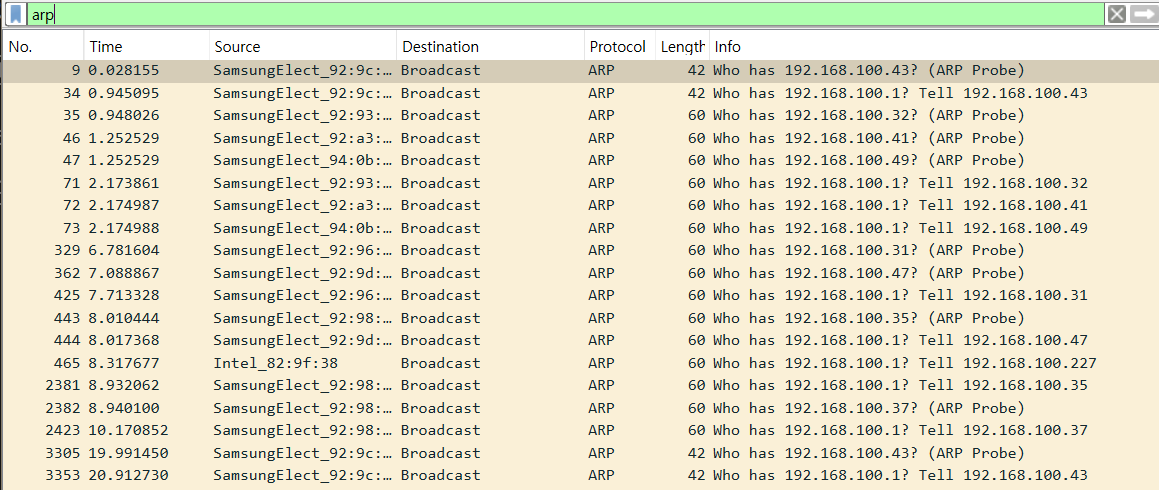 arp
No. Time Source Destination Protocol Length Info
9 0.028155 SamsungElect_92:9c:… Broadcast ARP 42 Who has 192.168.100.43? (ARP Probe)
34 0.945095 SamsungElect_92:9c:… Broadcast ARP 42 Who has 192.168.100.1? Tell 192.168.100.43
35 0.948026 SamsungElect_92:93:… Broadcast ARP 60 Who has 192.168.100.32? (ARP Probe)
46 1.252529 SamsungElect_92:a3:… Broadcast ARP 60 Who has 192.168.100.41? (ARP Probe)
47 1.252529 SamsungElect_94:0b:… Broadcast ARP 60 Who has 192.168.100.49? (ARP Probe)
71 2.173861 SamsungElect_92:93:… Broadcast ARP 60 Who has 192.168.100.1? Tell 192.168.100.32
72 2.174987 SamsungElect_92:a3:… Broadcast ARP 60 Who has 192.168.100.1? Tell 192.168.100.41
73 2.174988 SamsungElect_94:0b:… Broadcast ARP 60 Who has 192.168.100.1? Tell 192.168.100.49
329 6.781604 SamsungElect_92:96:… Broadcast ARP 60 Who has 192.168.100.31? (ARP Probe)
362 7.088867 SamsungElect_92:9d:… Broadcast ARP 60 Who has 192.168.100.47? (ARP Probe)
425 7.713328 SamsungElect_92:96:… Broadcast ARP 60 Who has 192.168.100.1? Tell 192.168.100.31
443 8.010444 SamsungElect_92:98:… Broadcast ARP 60 Who has 192.168.100.35? (ARP Probe)
444 8.017368 SamsungElect_92:9d:… Broadcast ARP 60 Who has 192.168.100.1? Tell 192.168.100.47
465 8.317677 Intel_82:9f:38 Broadcast ARP 60 Who has 192.168.100.1? Tell 192.168.100.227
2381 8.932062 SamsungElect_92:98:… Broadcast ARP 60 Who has 192.168.100.1? Tell 192.168.100.35
2382 8.940100 SamsungElect_92:98:… Broadcast ARP 60 Who has 192.168.100.37? (ARP Probe)
2423 10.170852 SamsungElect_92:98:… Broadcast ARP 60 Who has 192.168.100.1? Tell 192.168.100.37
3305 19.991450 SamsungElect_92:9c:… Broadcast ARP 42 Who has 192.168.100.43? (ARP Probe)
3353 20.912730 SamsungElect_92:9c:… Broadcast ARP 42 Who has 192.168.100.1? Tell 192.168.100.43